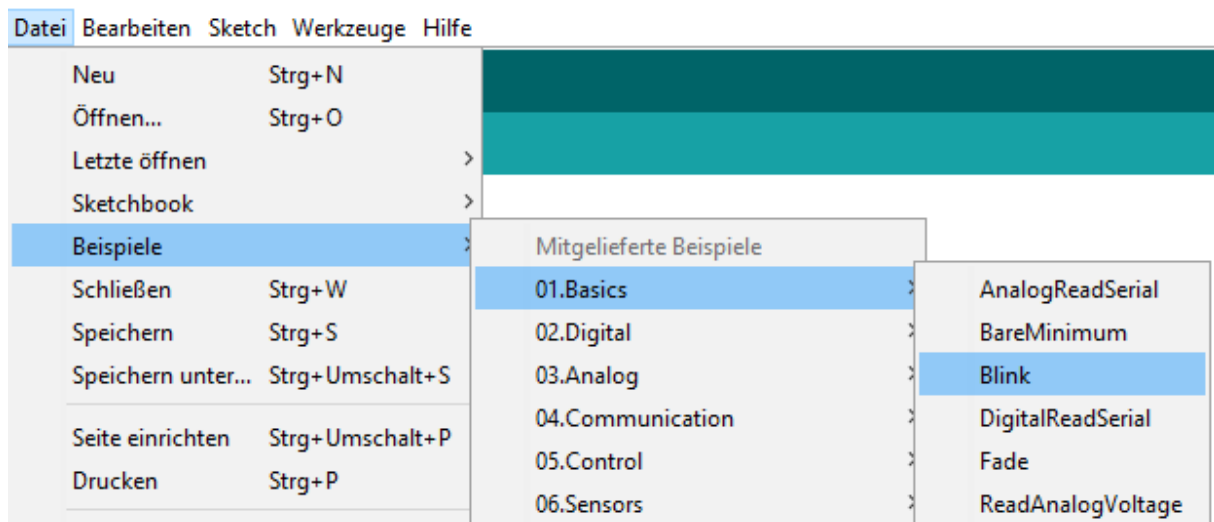 Datei Bearbeiten Sketch Werkzeuge Hilfe
Neu Strg+N
Öffnen... Strg+O
Letzte öffnen
Sketchbook
Beispiele
Schließen Strg+W
Speichern Strg+S
Speichern unter... Strg+Umschalt+S
Seite einrichten Strg+Umschalt+P
Drucken Strg+P
Mitgelieferte Beispiele
01.Basics
02.Digital
03.Analog
04.Communication
05.Control
06.Sensors
AnalogReadSerial
BareMinimum
Blink
DigitalReadSerial
Fade
ReadAnalogVoltage